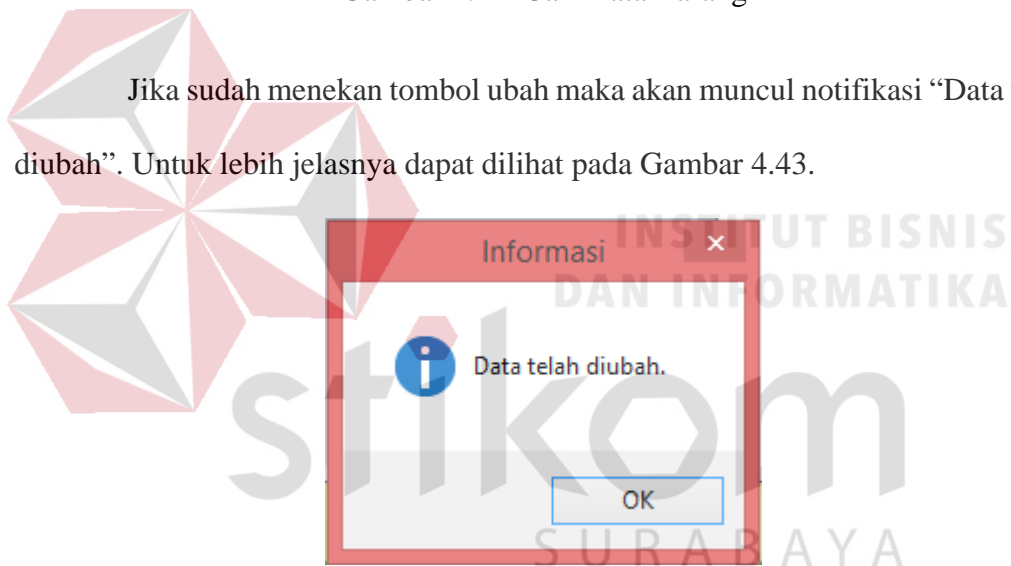 Jika sudah menekan tombol ubah maka akan muncul notifikasi “Data
diubah”. Untuk lebih jelasnya dapat dilihat pada Gambar 4.43.
INSTITUT BISNIS
DAN INFORMATIKA
Informasi
Data telah diubah.
stikom
OK
SURABAYA